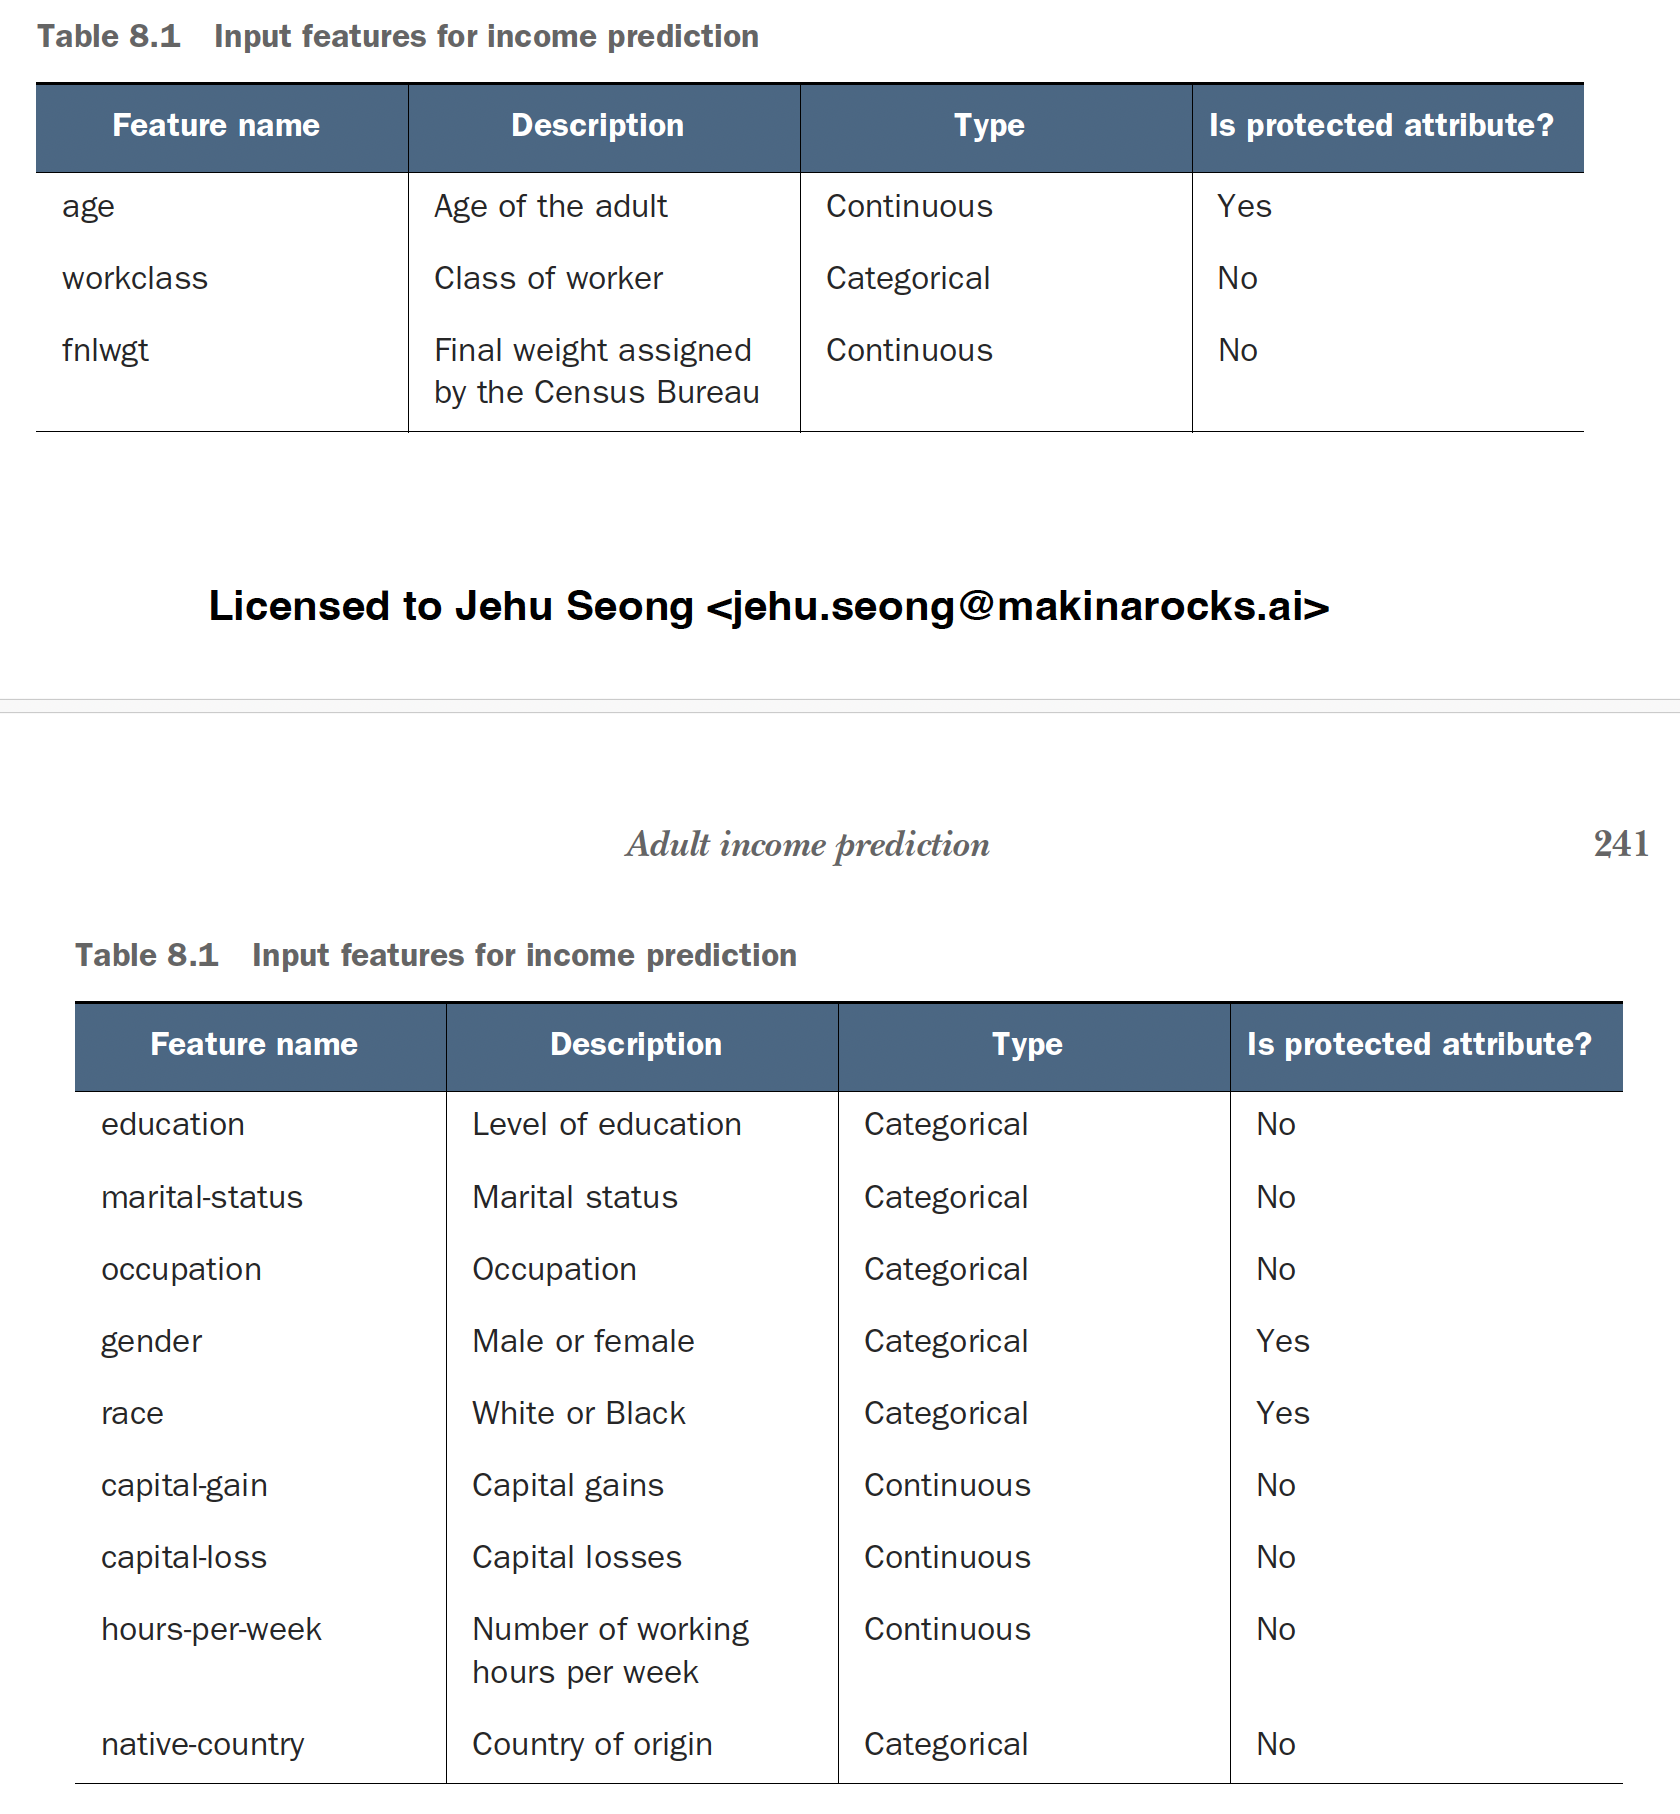 Table 8.1 Input features for income prediction
Feature name Description Type Is protected attribute?
age Age of the adult Continuous Yes
workclass Class of worker Categorical No
fnlwgt Final weight assigned Continuous No
by the Census Bureau
Licensed to Jehu Seong <jehu.seong@makinarocks.ai>
Adult income prediction 241
Table 8.1 Input features for income prediction
Feature name Description Type Is protected attribute?
education Level of education Categorical No
marital-status Marital status Categorical No
occupation Occupation Categorical No
gender Male or female Categorical Yes
race White or Black Categorical Yes
capital-gain Capital gains Continuous No
capital-loss Capital losses Continuous No
hours-per-week Number of working Continuous No
hours per week
native-country Country of origin Categorical No